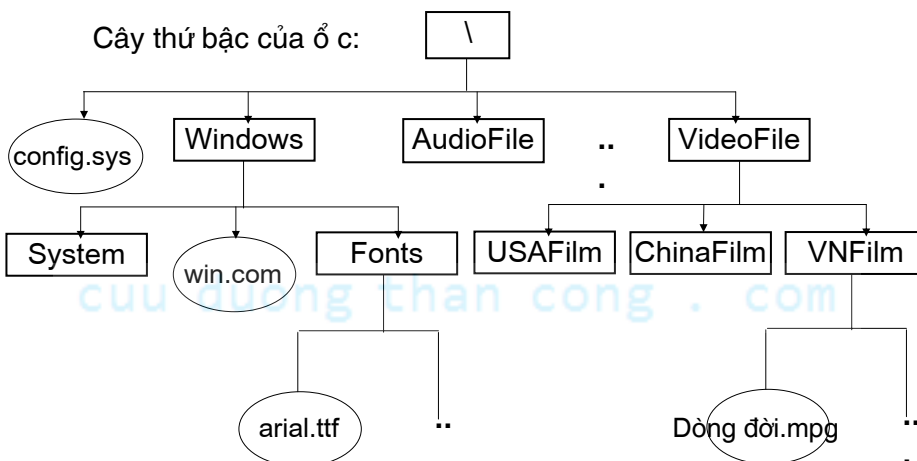 Cây thứ bậc của ổ c:
\
config.sys
Windows
AudioFile
...
VideoFile
System
win.com
Fonts
USAFilm
ChinaFilm
VNFilm
cuu duong than cong . com
arial.ttf
..
Dòng đời.mpg
...